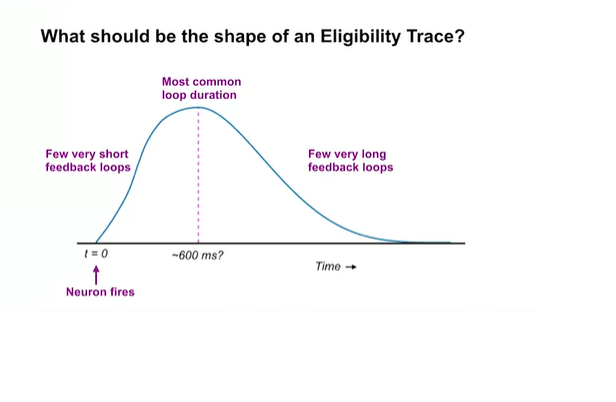 What should be the shape of an Eligibility Trace?
Most common
loop duration
Few very short
feedback loops
Few very long
feedback loops
t = 0
~600 ms?
Time →
Neuron fires